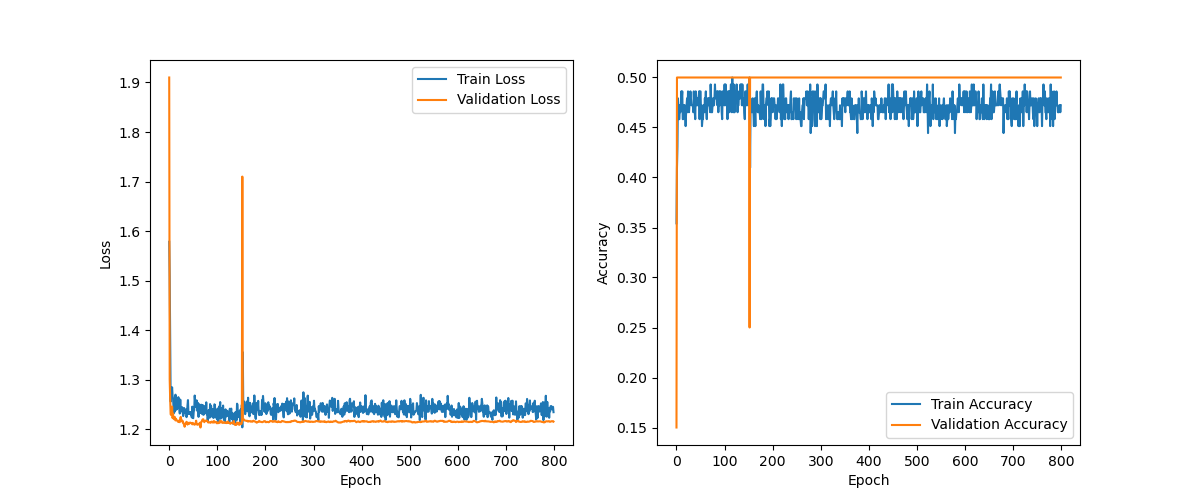 Train Loss
Validation Loss
1.9
1.8
1.7
1.6
1.5
1.4
1.3
1.2
Loss
0 100 200 300 400 500 600 700 800
Epoch
0.50
0.45
0.40
0.35
0.30
0.25
0.20
0.15
Accuracy
Train Accuracy
Validation Accuracy
0 100 200 300 400 500 600 700 800
Epoch